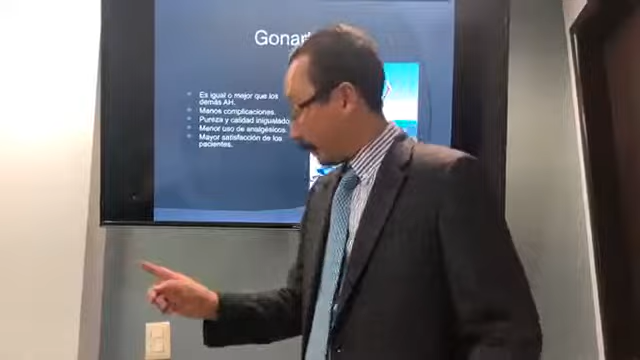 Gonar
Es igual o mejor que los
demás AH.
Menos complicaciones.
Pureza y calidad inigualable.
Menor uso de analgésicos.
Mayor satisfacción de los
pacientes.